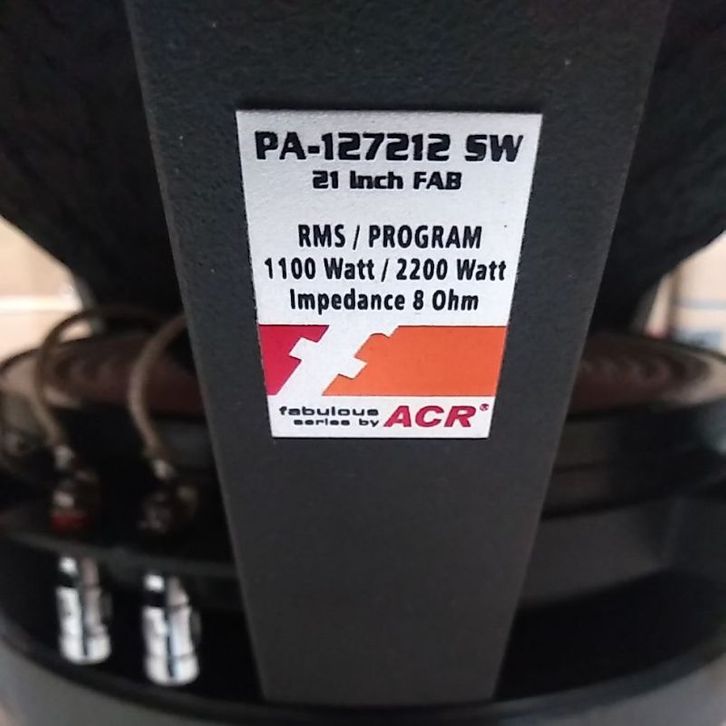 PA-127212 SW
21 Inch FAB
RMS / PROGRAM
1100 Watt / 2200 Watt
Impedance 8 Ohm
fabulous
series by ACR®